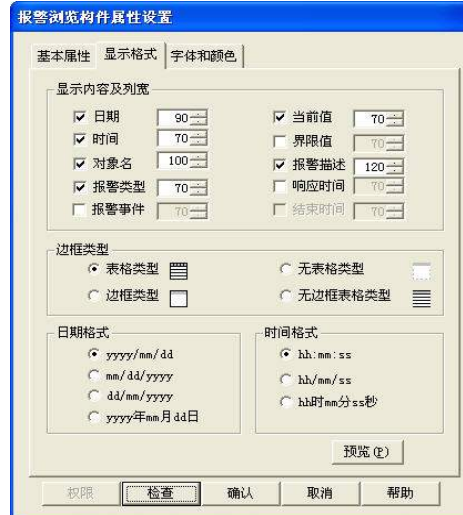 报警浏览构件属性设置
基本属性 显示格式 字体和颜色
显示内容及列宽
日期 90 当前值 70
时间 70 界限值 70
对象名 100 报警描述 120
报警类型 70 响应时间 70
报警事件 70 结束时间 70
边框类型
表格类型 无表格类型
边框类型 无边框表格类型
日期格式 时间格式
yyyy/mm/dd hh:mm:ss
mm/dd/yyyy hh/mm/ss
dd/mm/yyyy hh时mm分ss秒
yyyy年mm月dd日
预览(P)
权限 检查 确认 取消 帮助